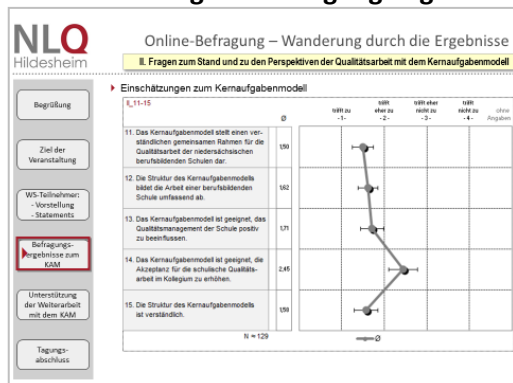 NLQ
Hildesheim
Online-Befragung – Wanderung durch die Ergebnisse
II. Fragen zum Stand und zu den Perspektiven der Qualitätsarbeit mit dem Kernaufgabenmodell
Begrüßung
Ziel der
Veranstaltung
WS-Teilnehmer:
- Vorstellung
- Statements
Befragungs-
ergebnisse zum
KAM
Unterstützung
der Weiterarbeit
mit dem KAM
Tagungs-
abschluss
Einschätzungen zum Kernaufgabenmodell
II_11-15
Ø
trifft zu
-1-
trifft
eher zu
-2-
trifft eher
nicht zu
-3-
trifft
nicht zu
-4-
ohne
Angaben
11. Das Kernaufgabenmodell stellt einen ver-
ständlichen gemeinsamen Rahmen für die
Qualitätsarbeit der niedersächsischen
berufsbildenden Schulen dar.
1,50
12. Die Struktur des Kernaufgabenmodells
bildet die Arbeit einer berufsbildenden
Schule umfassend ab.
1,62
13. Das Kernaufgabenmodell ist geeignet, das
Qualitätsmanagement der Schule positiv
zu beeinflussen.
1,71
14. Das Kernaufgabenmodell ist geeignet, die
Akzeptanz für die schulische Qualitäts-
arbeit im Kollegium zu erhöhen.
2,45
15. Die Struktur des Kernaufgabenmodells
ist verständlich.
1,50
N = 129
Ø